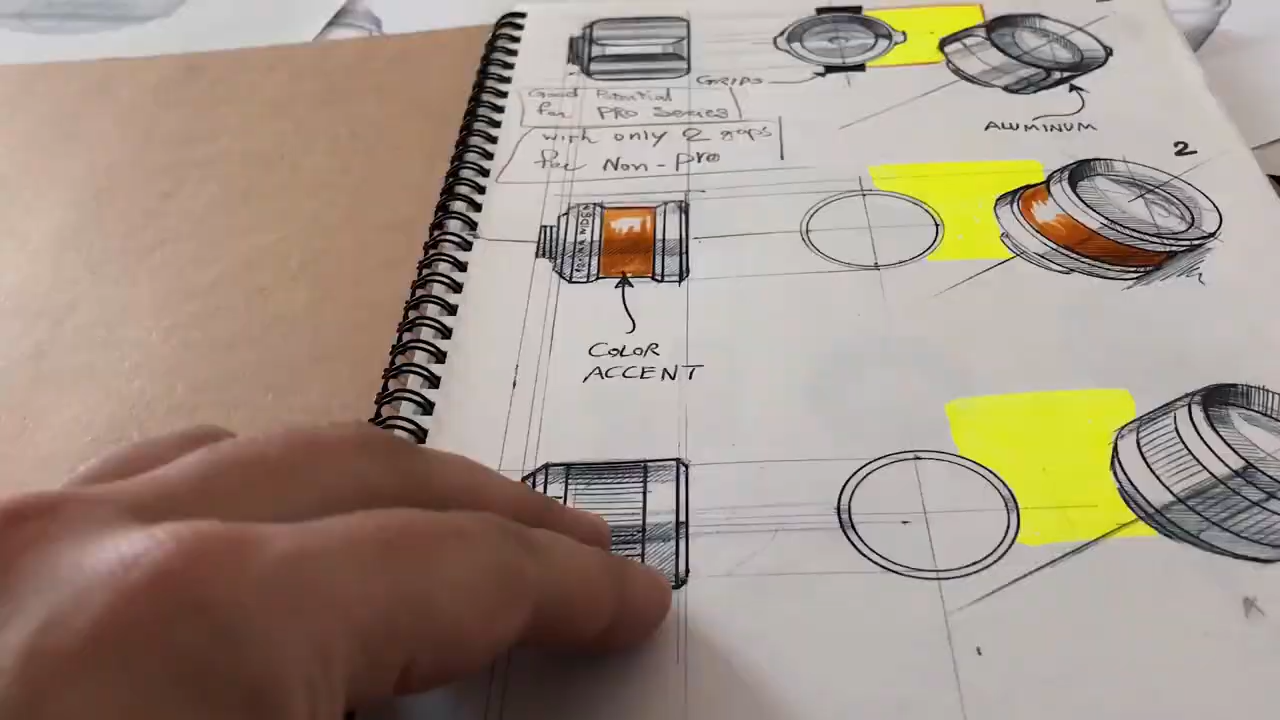 GRIPS
Good Potential
for PRO Series
with only 2 grips
for Non-pro
ALUMINUM
2
COLOR
ACCENT